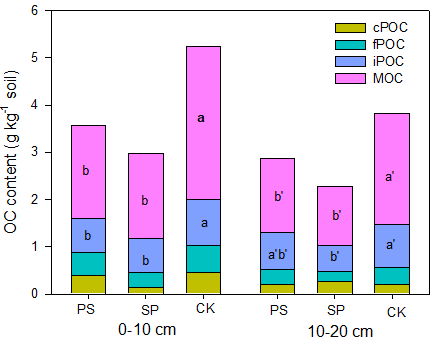 6
cPOC
fPOC
iPOC
MOC
5
4
3
2
1
0
OC content (g kg-1 soil)
b
b
b
b
a
a
b'
a'b'
b'
b'
a'
a'
PS SP CK PS SP CK
0-10 cm 10-20 cm